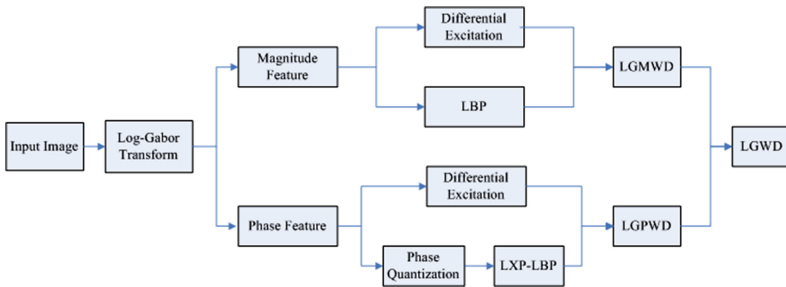 Input Image
Log-Gabor
Transform
Magnitude
Feature
Differential
Excitation
LBP
LGMWD
Phase Feature
Differential
Excitation
Phase
Quantization
LXP-LBP
LGPWD
LGWD